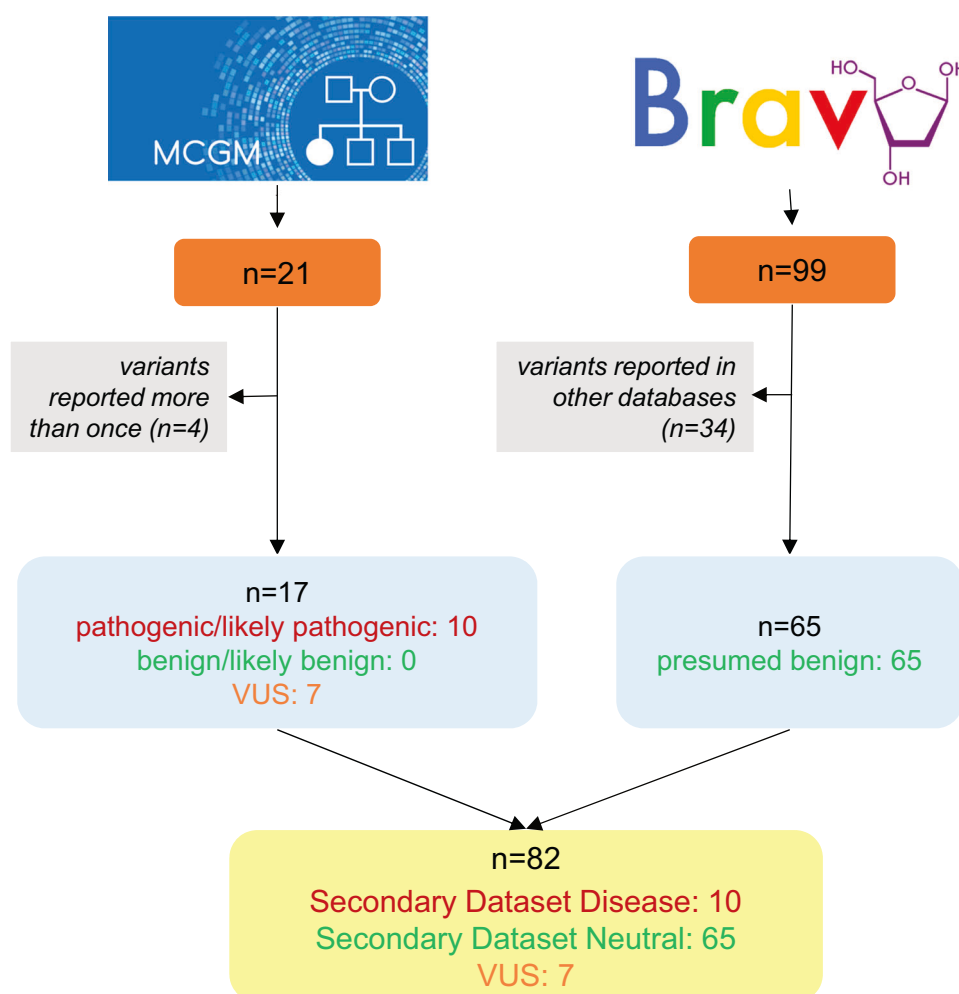 MCGM
Brav
HO
O
OH
OH
n=21
n=99
variants
reported more
than once (n=4)
variants reported in
other databases
(n=34)
n=17
pathogenic/likely pathogenic: 10
benign/likely benign: 0
VUS: 7
n=65
presumed benign: 65
n=82
Secondary Dataset Disease: 10
Secondary Dataset Neutral: 65
VUS: 7